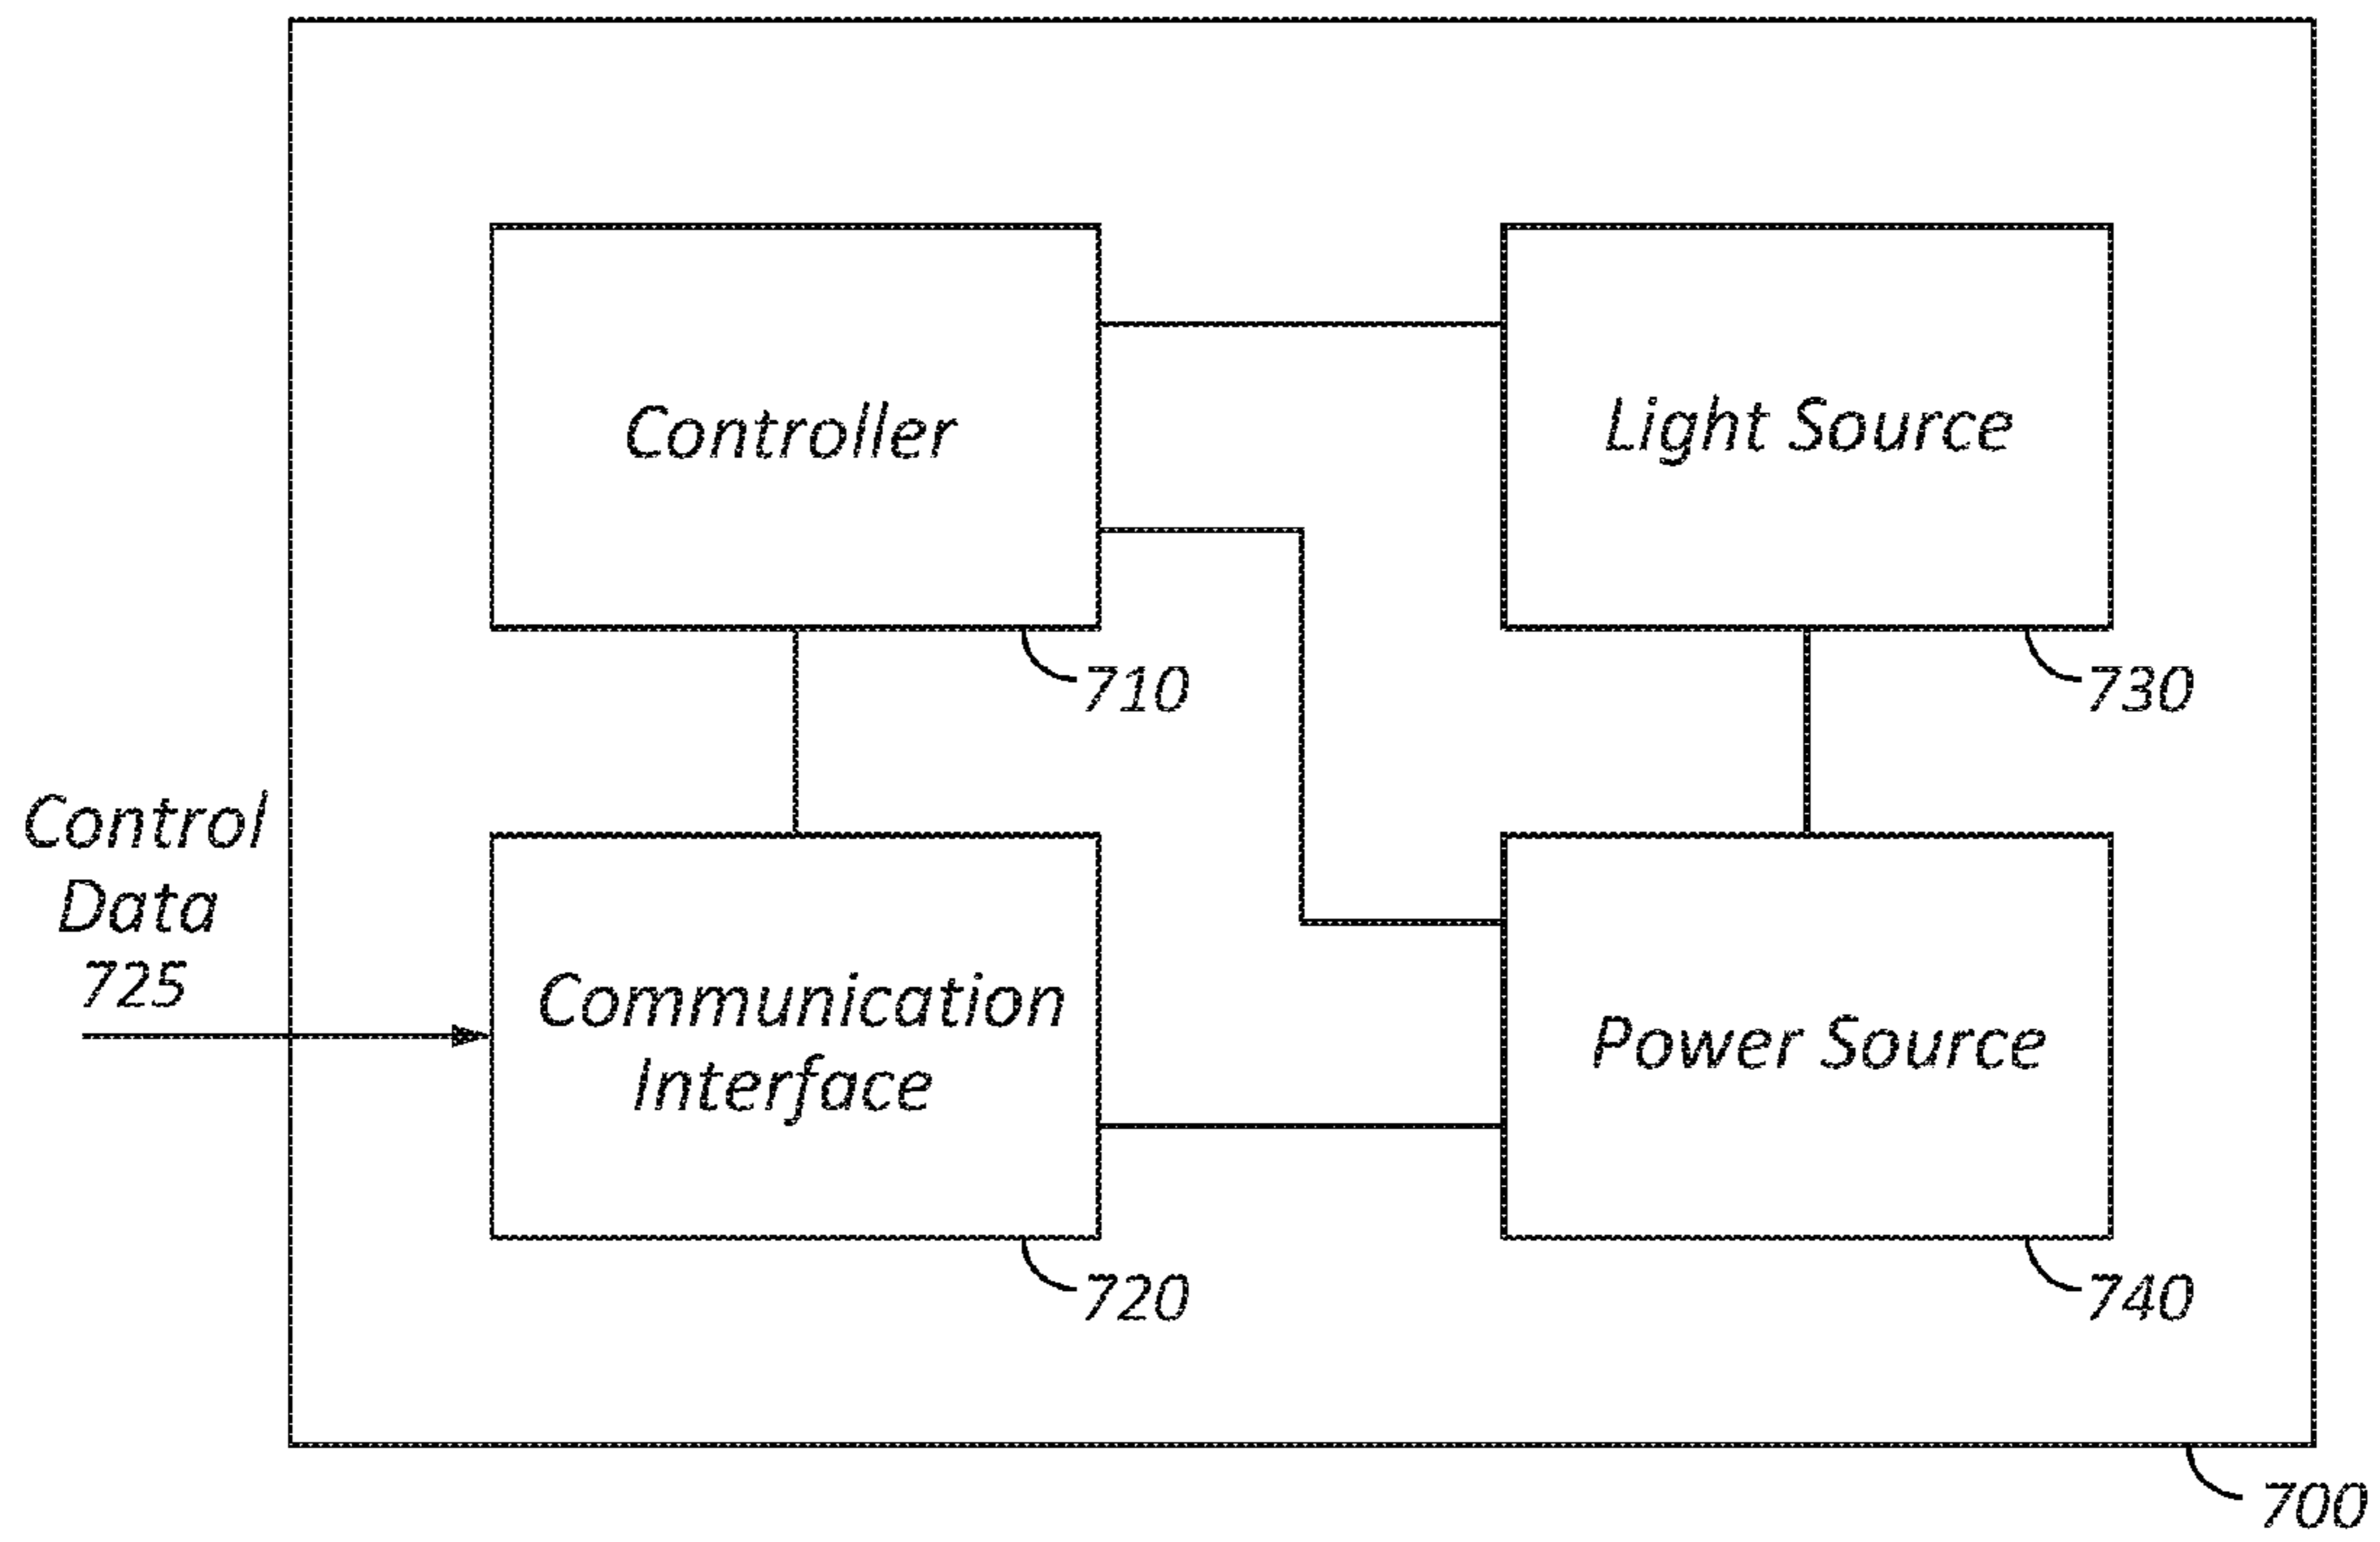 Controller
710
Light Source
730
Control
Data
725
Communication
Interface
720
Power Source
740
700